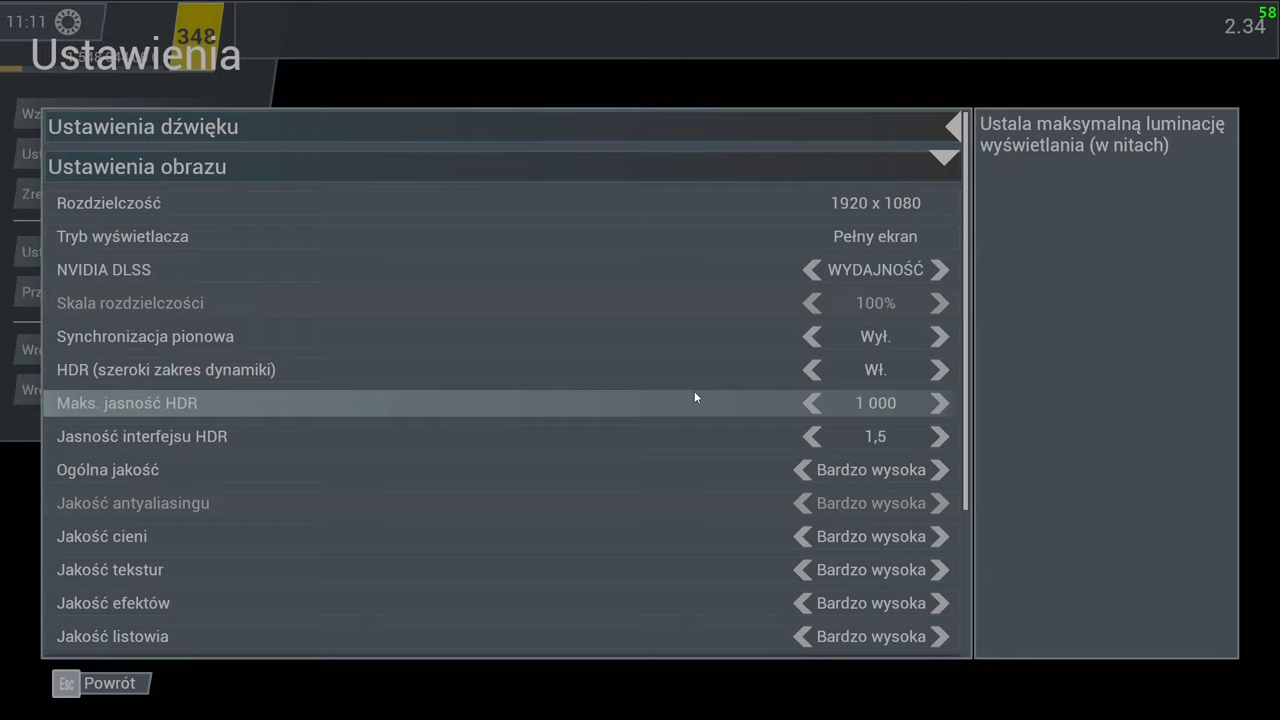 58
11:11
348
2.34
Ustawienia
Ustawienia dźwięku
Ustala maksymalną luminację
wyświetlania (w nitach)
Ustawienia obrazu
Rozdzielczość 1920 x 1080
Tryb wyświetlacza Pełny ekran
NVIDIA DLSS WYDAJNOŚĆ
Skala rozdzielczości 100%
Synchronizacja pionowa Wył.
HDR (szeroki zakres dynamiki) Wł.
Maks. jasność HDR 1 000
Jasność interfejsu HDR 1,5
Ogólna jakość Bardzo wysoka
Jakość antyaliasingu Bardzo wysoka
Jakość cieni Bardzo wysoka
Jakość tekstur Bardzo wysoka
Jakość efektów Bardzo wysoka
Jakość listowia Bardzo wysoka
Esc Powrót